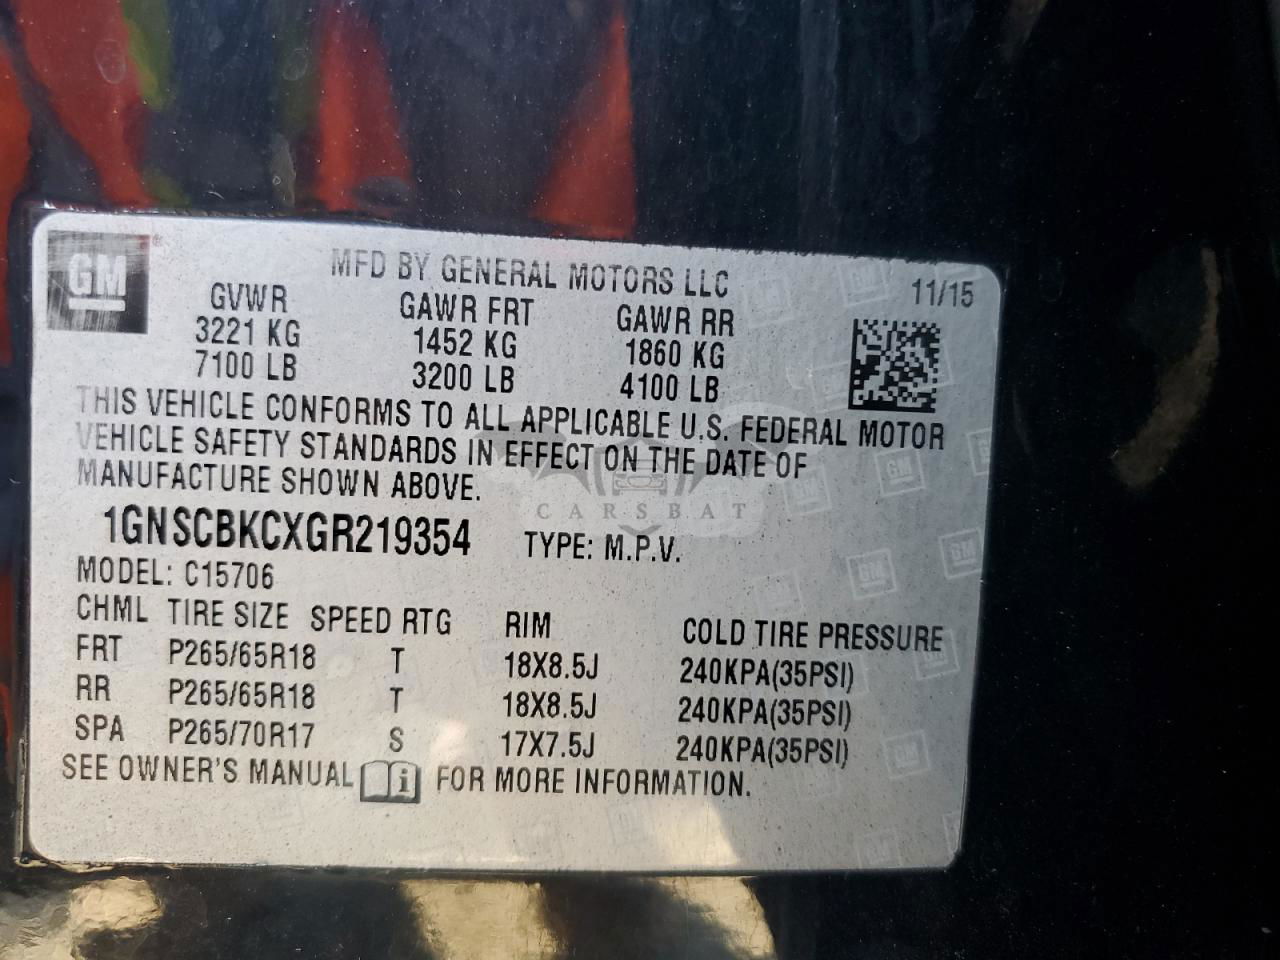 GM
MFD BY GENERAL MOTORS LLC
11/15
GVWR GAWR FRT GAWR RR
3221 KG 1452 KG 1860 KG
7100 LB 3200 LB 4100 LB
THIS VEHICLE CONFORMS TO ALL APPLICABLE U.S. FEDERAL MOTOR
VEHICLE SAFETY STANDARDS IN EFFECT ON THE DATE OF
MANUFACTURE SHOWN ABOVE.
CARSBAT
1GNSCBKCXGR219354 TYPE: M.P.V.
MODEL: C15706
CHML TIRE SIZE SPEED RTG RIM COLD TIRE PRESSURE
FRT P265/65R18 T 18X8.5J 240KPA(35PSI)
RR P265/65R18 T 18X8.5J 240KPA(35PSI)
SPA P265/70R17 S 17X7.5J 240KPA(35PSI)
SEE OWNER'S MANUAL i FOR MORE INFORMATION.